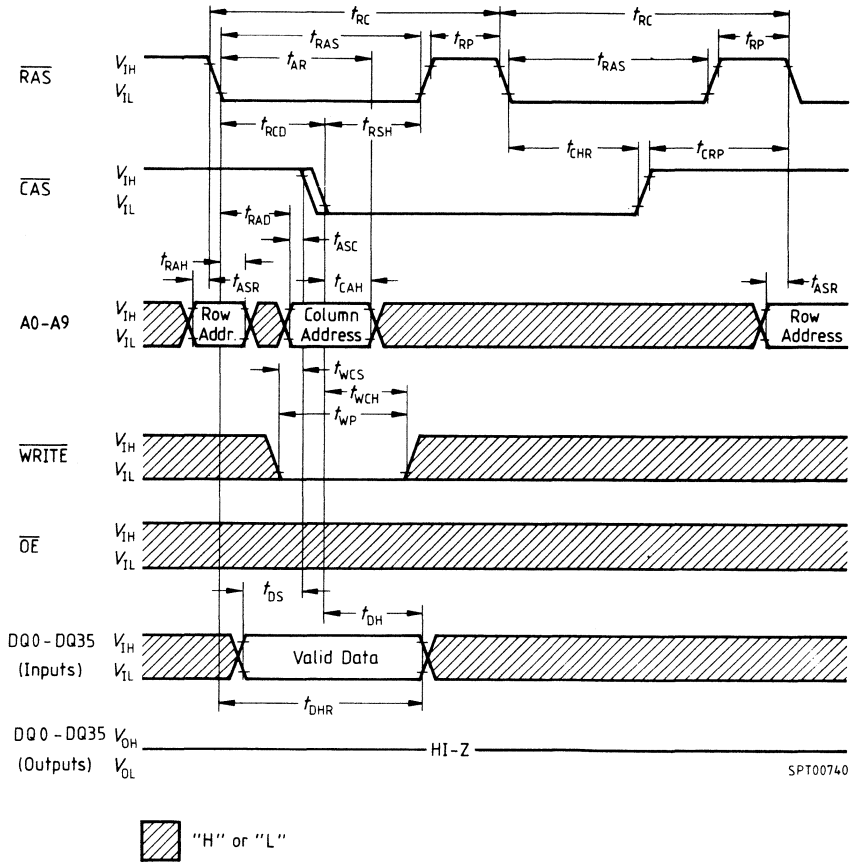 tRC tRC
tRAS tRP tRP
tAR tRAS
RAS VIH
VIL
tRCD tRSH
tCHR tCRP
CAS VIH
VIL
tRAD
tASC
tRAH
tASR tCAH tASR
A0-A9 VIH Row Column Row
VIL Addr. Address Address
tWCS
tWCH
tWP
WRITE VIH
VIL
OE VIH
VIL
tDS
tDH
DQ0-DQ35 VIH
(Inputs) VIL Valid Data
tDHR
DQ0-DQ35 VOH
HI-Z
(Outputs) VOL
SPT00740
"H" or "L"